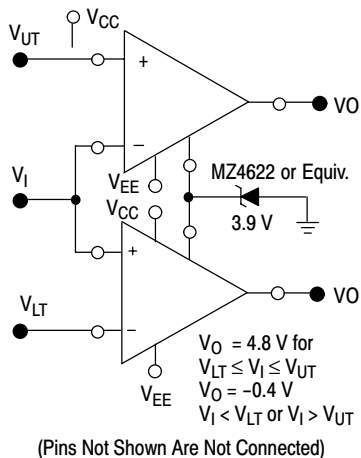 VCC
VUT
+
VO
−
VI
VEE
MZ4622 or Equiv.
VCC
3.9 V
+
VO
VLT
−
VEE
VO = 4.8 V for
VLT ≤ VI ≤ VUT
VO = −0.4 V
VI < VLT or VI > VUT
(Pins Not Shown Are Not Connected)